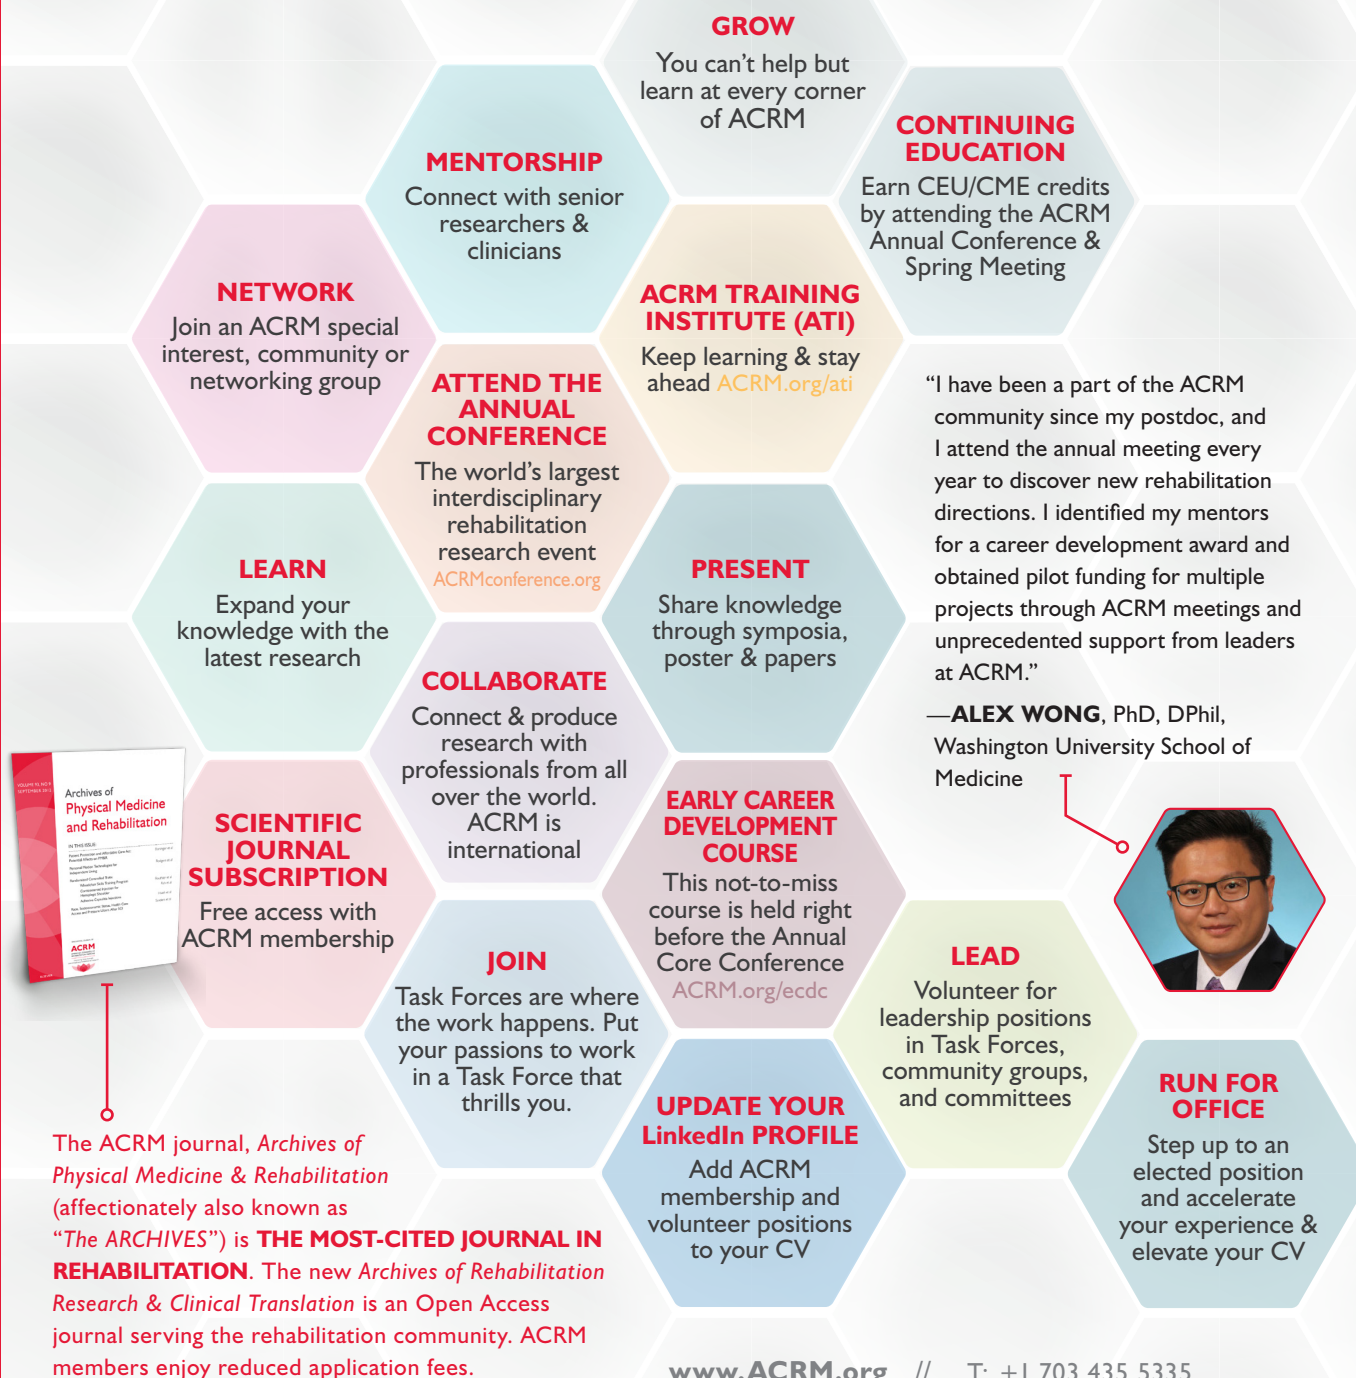 GROW
You can’t help but
learn at every corner
of ACRM
CONTINUING
EDUCATION
Earn CEU/CME credits
by attending the ACRM
Annual Conference &
Spring Meeting
MENTORSHIP
Connect with senior
researchers &
clinicians
NETWORK
Join an ACRM special
interest, community or
networking group
ACRM TRAINING
INSTITUTE (ATI)
Keep learning & stay
ahead ACRM.org/ati
ATTEND THE
ANNUAL
CONFERENCE
The world’s largest
interdisciplinary
rehabilitation
research event
ACRMconference.org
“I have been a part of the ACRM
community since my postdoc, and
I attend the annual meeting every
year to discover new rehabilitation
directions. I identified my mentors
for a career development award and
obtained pilot funding for multiple
projects through ACRM meetings and
unprecedented support from leaders
at ACRM.”
—ALEX WONG, PhD, DPhil,
Washington University School of
Medicine
LEARN
Expand your
knowledge with the
latest research
PRESENT
Share knowledge
through symposia,
poster & papers
COLLABORATE
Connect & produce
research with
professionals from all
over the world.
ACRM is
international
Archives of
Physical Medicine
and Rehabilitation
IN THIS ISSUE
ACRM
SCIENTIFIC
JOURNAL
SUBSCRIPTION
Free access with
ACRM membership
EARLY CAREER
DEVELOPMENT
COURSE
This not-to-miss
course is held right
before the Annual
Core Conference
ACRM.org/ecdc
JOIN
Task Forces are where
the work happens. Put
your passions to work
in a Task Force that
thrills you.
LEAD
Volunteer for
leadership positions
in Task Forces,
community groups,
and committees
UPDATE YOUR
LinkedIn PROFILE
Add ACRM
membership and
volunteer positions
to your CV
RUN FOR
OFFICE
Step up to an
elected position
and accelerate
your experience &
elevate your CV
The ACRM journal, Archives of
Physical Medicine & Rehabilitation
(affectionately also known as
“The ARCHIVES”) is THE MOST-CITED JOURNAL IN
REHABILITATION. The new Archives of Rehabilitation
Research & Clinical Translation is an Open Access
journal serving the rehabilitation community. ACRM
members enjoy reduced application fees.
www.ACRM.org // T: +1 703 435 5335